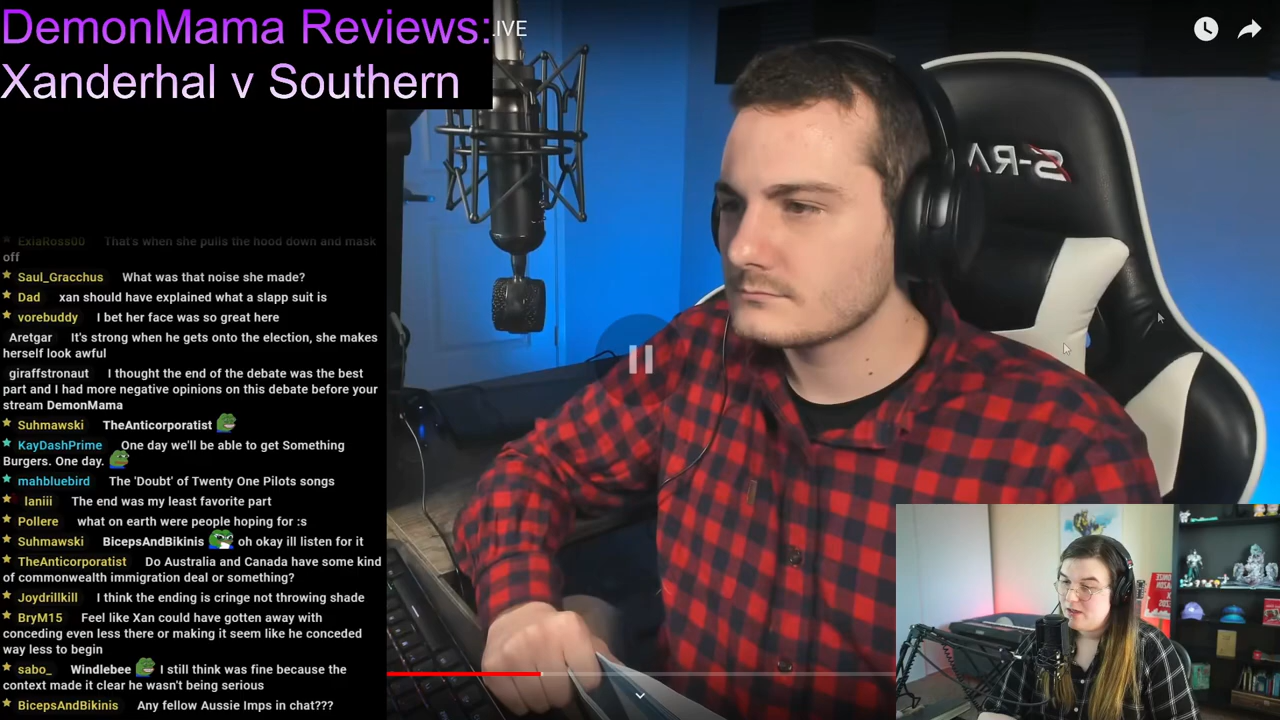 DemonMama Reviews:
LIVE
Xanderhal v Southern
S-RA
ExiaRoss00 That's when she pulls the hood down and mask
off
Saul_Gracchus What was that noise she made?
Dad xan should have explained what a slapp suit is
vorebuddy I bet her face was so great here
Aretgar It's strong when he gets onto the election, she makes
herself look awful
giraffstronaut I thought the end of the debate was the best
part and I had more negative opinions on this debate before your
stream DemonMama
Suhmawski TheAnticorporatist
KayDashPrime One day we'll be able to get Something
Burgers. One day.
mahbluebird The 'Doubt' of Twenty One Pilots songs
laniii The end was my least favorite part
Pollere what on earth were people hoping for :s
Suhmawski BicepsAndBikinis oh okay ill listen for it
TheAnticorporatist Do Australia and Canada have some kind
of commonwealth immigration deal or something?
Joydrillkill I think the ending is cringe not throwing shade
BryM15 Feel like Xan could have gotten away with
conceding even less there or making it seem like he conceded
way less to begin
sabo_ Windlebee I still think was fine because the
context made it clear he wasn't being serious
BicepsAndBikinis Any fellow Aussie Imps in chat???